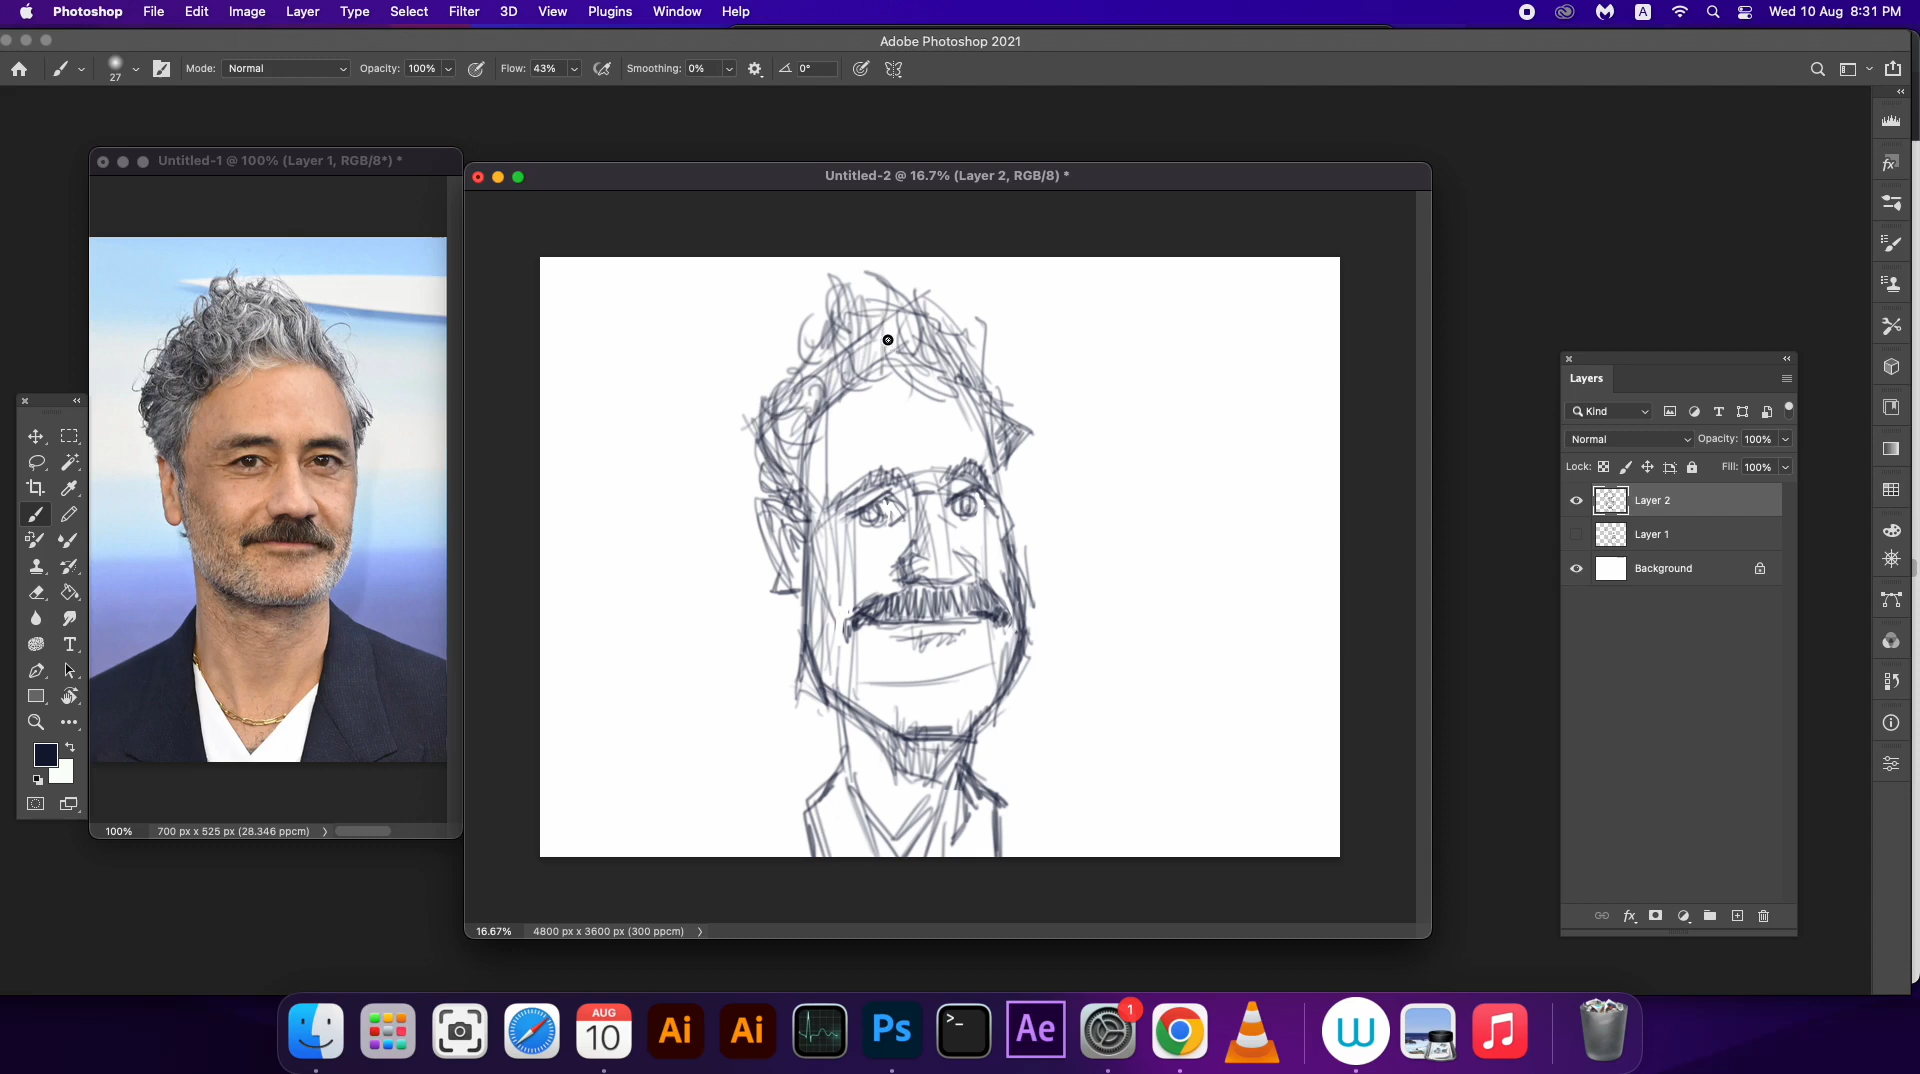 Photoshop File Edit Image Layer Type Select Filter 3D View Plugins Window Help A Wed 10 Aug 8:31 PM
Adobe Photoshop 2021
27 Mode: Normal Opacity: 100% Flow: 43% Smoothing: 0% 0°
Untitled-1 @ 100% (Layer 1, RGB/8*) *
Untitled-2 @ 16.7% (Layer 2, RGB/8) *
Layers
Kind
Normal Opacity: 100%
Lock: Fill: 100%
Layer 2
Layer 1
Background
100% 700 px x 525 px (28.346 ppcm)
16.67% 4800 px x 3600 px (300 ppcm)
AUG
10
Ai
Ai
Ps
>_
Ae
1
W